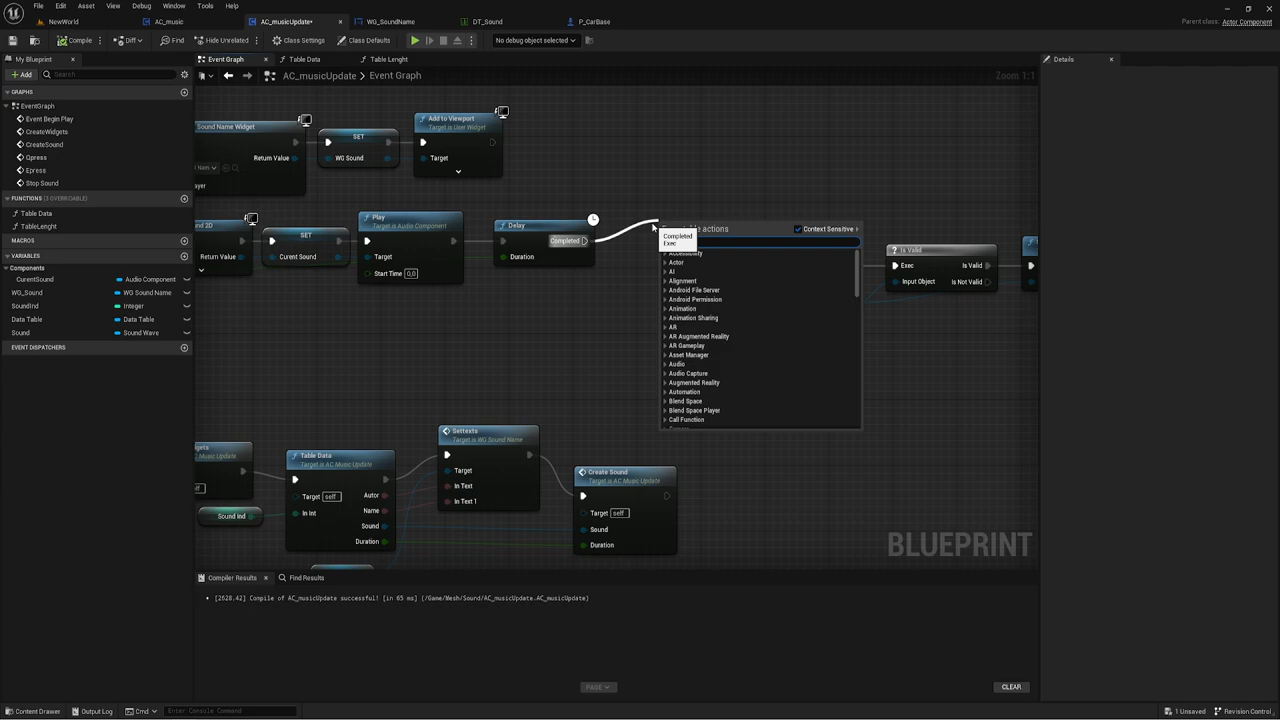 File Edit Asset View Debug Window Tools Help
NewWorld AC_music AC_musicUpdate* WG_SoundName DT_Sound P_CarBase
Parent class: Actor Component
Compile Diff Find Hide Unrelated Class Settings Class Defaults No debug object selected
My Blueprint Event Graph Table Data Table Lenght Details
Add Search
AC_musicUpdate > Event Graph Zoom 1:1
GRAPHS
EventGraph
Event Begin Play
CreateWidgets
CreateSound
Qpress
Epress
Stop Sound
FUNCTIONS (3 OVERRIDABLE)
Table Data
TableLenght
MACROS
VARIABLES
Components
CurentSound Audio Component
WG_Sound WG Sound Name
SoundInd Integer
Data Table Data Table
Sound Sound Wave
EVENT DISPATCHERS
Sound Name Widget
Return Value
SET
WG Sound
Add to Viewport
Target is User Widget
Target
Return Value
SET
Curent Sound
Play
Target is Audio Component
Target
Start Time 0,0
Delay
Completed
Duration
Completed
Exec
Context Sensitive
Actor
AI
Alignment
Android File Server
Android Permission
Animation
Animation Sharing
AR
AR Augmented Reality
AR Gameplay
Asset Manager
Audio
Audio Capture
Augmented Reality
Automation
Blend Space
Blend Space Player
Call Function
Is Valid
Exec Is Valid
Input Object Is Not Valid
self
Sound Ind
Table Data
Target is AC Music Update
Target self
Autor
In Int Name
Sound
Duration
Settexts
Target is WG Sound Name
Target
In Text
In Text 1
Create Sound
Target is AC Music Update
Target self
Sound
Duration
BLUEPRINT
Compiler Results Find Results
[2628,42] Compile of AC_musicUpdate successful! [in 65 ms] (/Game/Mesh/Sound/AC_musicUpdate.AC_musicUpdate)
PAGE CLEAR
Content Drawer Output Log Cmd Enter Console Command 1 Unsaved Revision Control